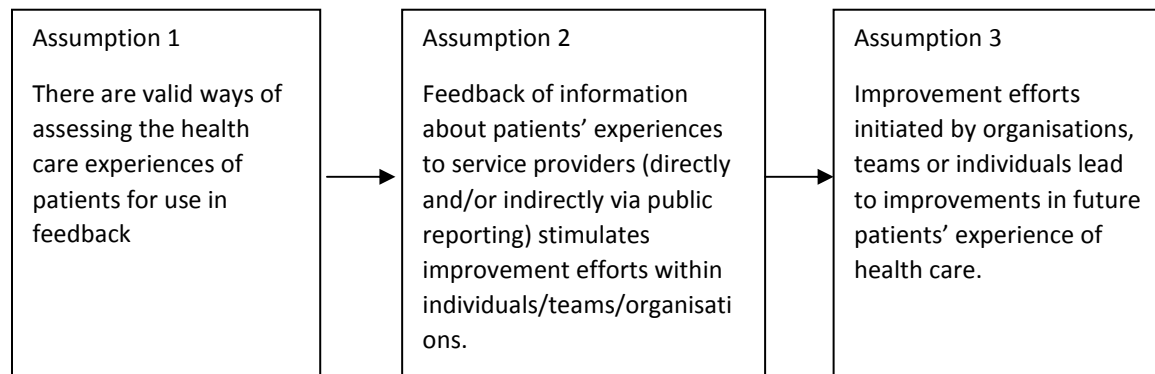 Assumption 1
There are valid ways of
assessing the health
care experiences of
patients for use in
feedback
Assumption 2
Feedback of information
about patients’ experiences
to service providers (directly
and/or indirectly via public
reporting) stimulates
improvement efforts within
individuals/teams/organisati
ons.
Assumption 3
Improvement efforts
initiated by organisations,
teams or individuals lead
to improvements in future
patients’ experience of
health care.